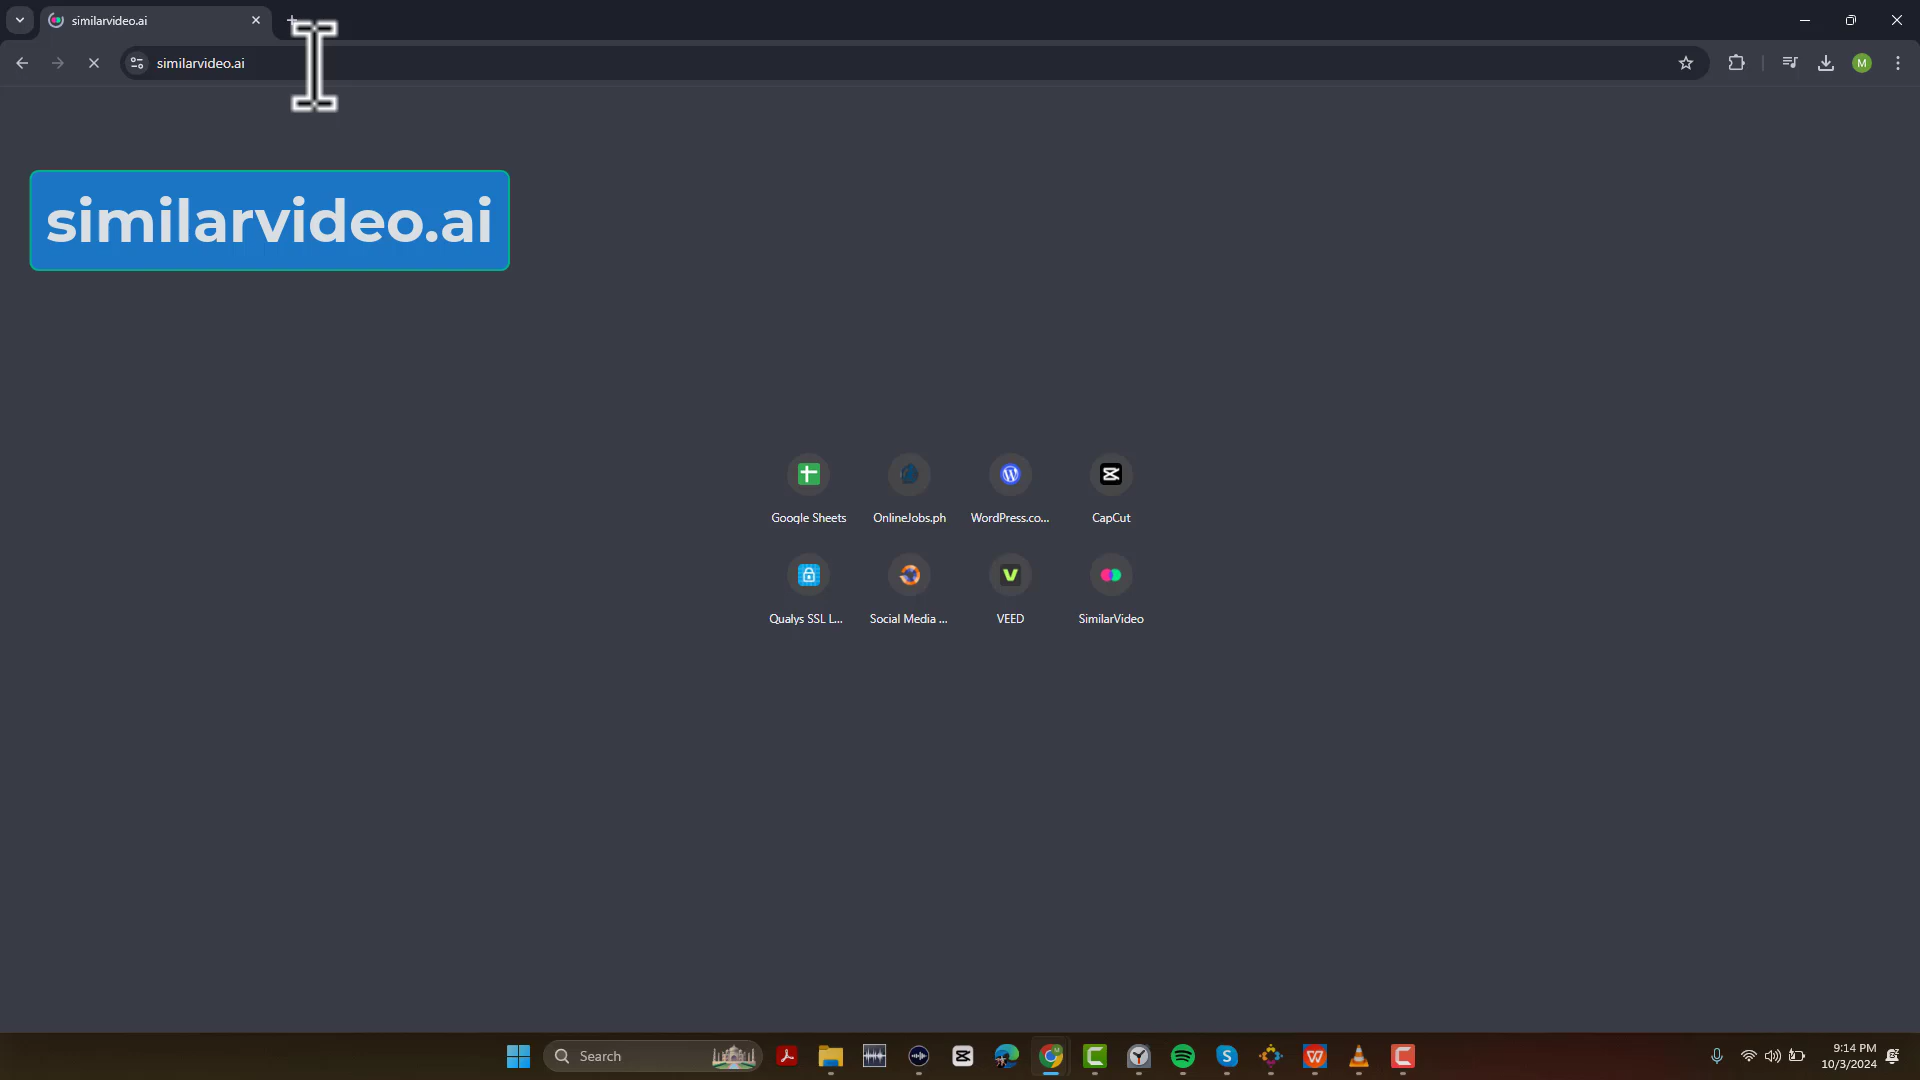 similarvideo.ai
similarvideo.ai
M
similarvideo.ai
Google Sheets
OnlineJobs.ph
WordPress.co...
CapCut
Qualys SSL L...
Social Media ...
VEED
SimilarVideo
Search
9:14 PM
10/3/2024